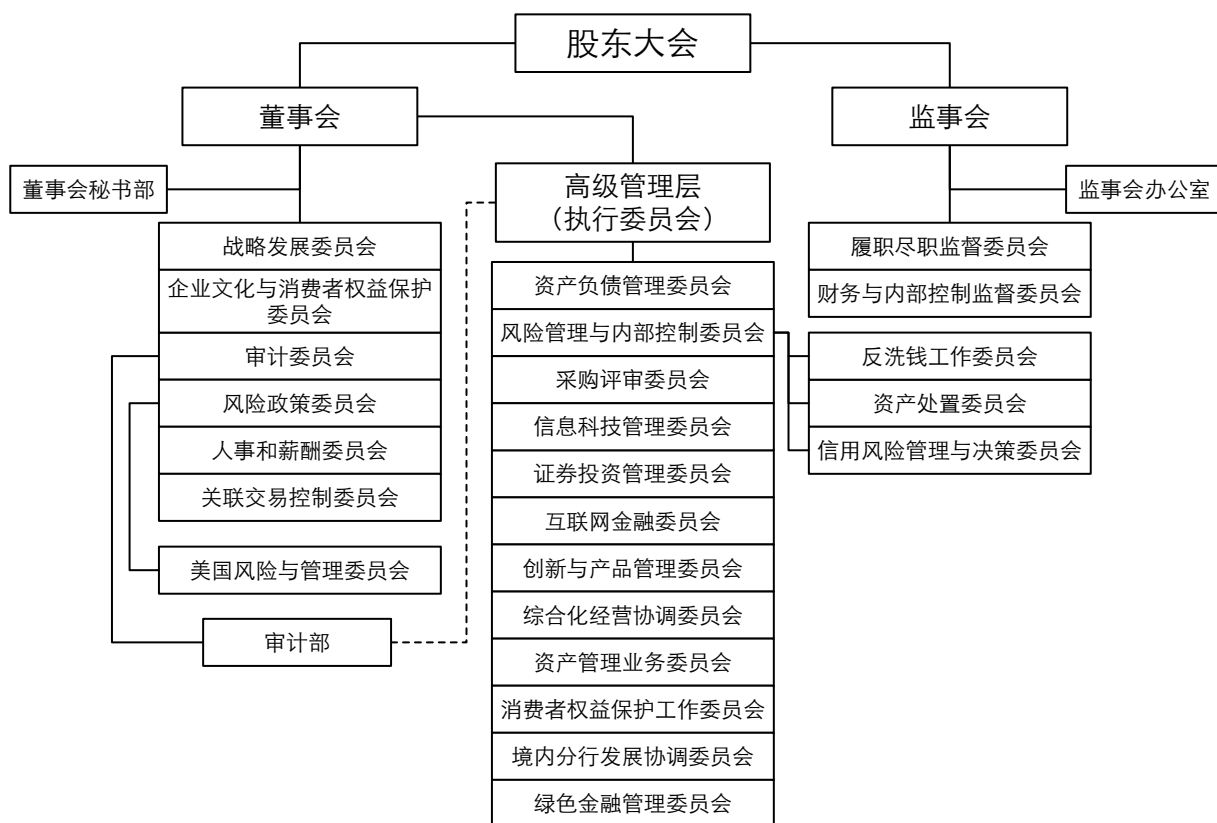 股东大会
董事会
监事会
董事会秘书部
高级管理层
（执行委员会）
监事会办公室
战略发展委员会
企业文化与消费者权益保护
委员会
审计委员会
风险政策委员会
人事和薪酬委员会
关联交易控制委员会
美国风险与管理委员会
审计部
资产负债管理委员会
风险管理与内部控制委员会
采购评审委员会
信息科技管理委员会
证券投资管理委员会
互联网金融委员会
创新与产品管理委员会
综合化经营协调委员会
资产管理业务委员会
消费者权益保护工作委员会
境内分行发展协调委员会
绿色金融管理委员会
履职尽职监督委员会
财务与内部控制监督委员会
反洗钱工作委员会
资产处置委员会
信用风险管理与决策委员会